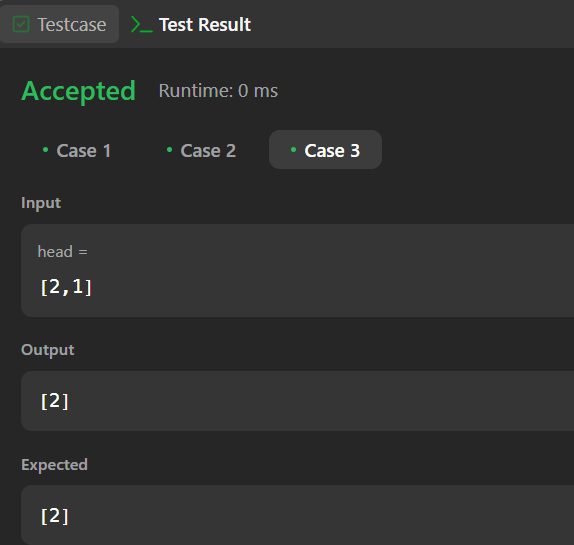 Testcase Test Result
Accepted Runtime: 0 ms
• Case 1 • Case 2 • Case 3
Input
head =
[2,1]
Output
[2]
Expected
[2]